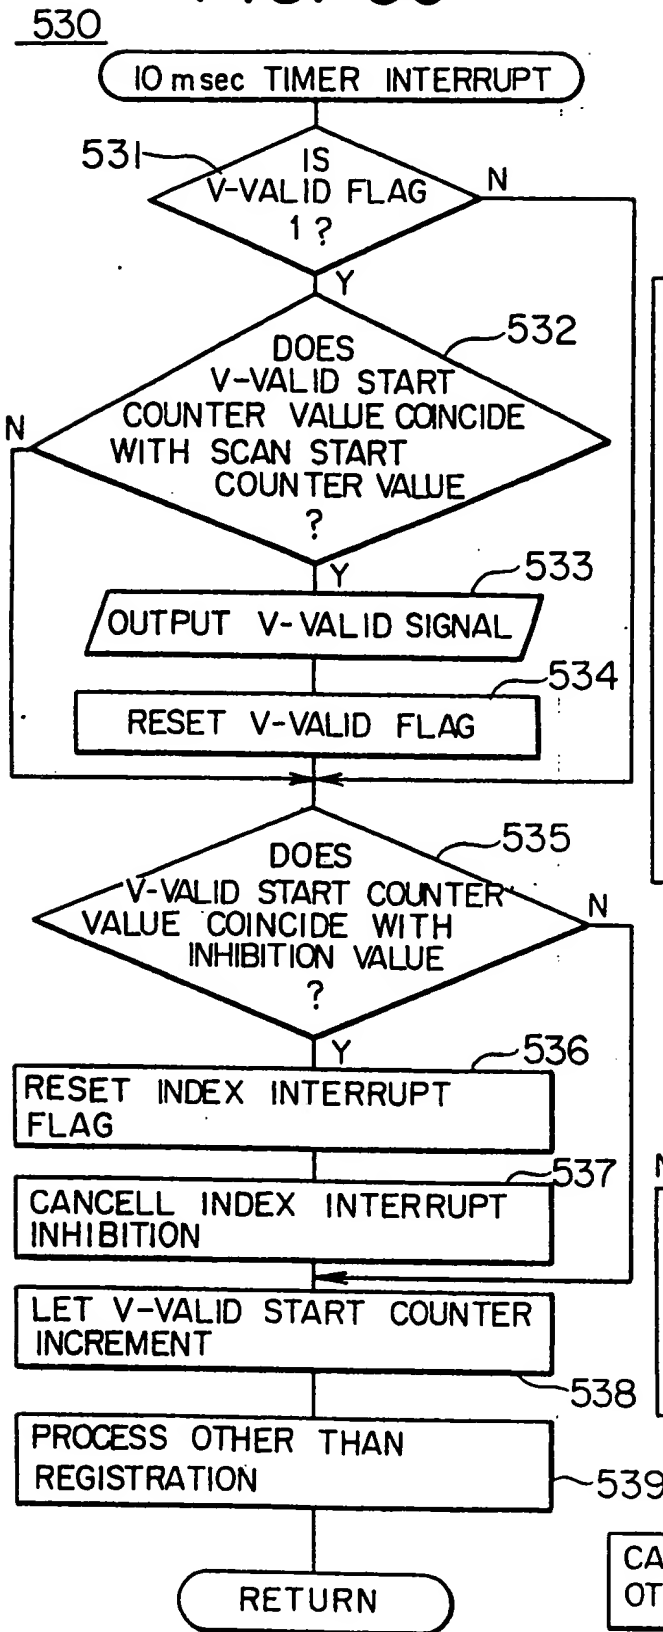 530
10 msec TIMER INTERRUPT
531
IS
V-VALID FLAG
1 ?
N
Y
532
DOES
V-VALID START
COUNTER VALUE COINCIDE
WITH SCAN START
COUNTER VALUE
?
N
Y
533
OUTPUT V-VALID SIGNAL
534
RESET V-VALID FLAG
535
DOES
V-VALID START COUNTER
VALUE COINCIDE WITH
INHIBITION VALUE
?
N
Y
536
RESET INDEX INTERRUPT
FLAG
537
CANCELL INDEX INTERRUPT
INHIBITION
LET V-VALID START COUNTER
INCREMENT
538
PROCESS OTHER THAN
REGISTRATION
539
RETURN
CA
OT